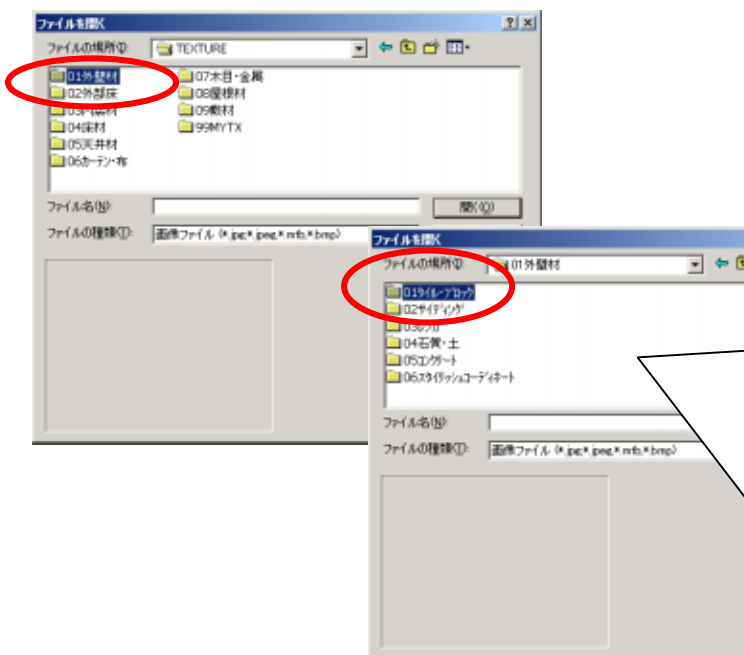 ファイルを開く
ファイルの場所(I):
TEXTURE
01外壁材
02外部床
03内装材
04床材
05天井材
06カーテン・布
07木目・金属
08屋根材
09敷材
99MYTX
ファイル名(N):
開く(O)
ファイルの種類(T):
画像ファイル (*.jpg;*.jpeg;*.mfo;*.bmp)
ファイルを開く
ファイルの場所(I):
01外壁材
01タイル・ブロック
02サイディング
04石質・土
05コンクリート
06スタイリッシュコーディネート
ファイル名(N):
ファイルの種類(T):
画像ファイル (*.jpg;*.jpeg;*.mfo;*.bmp)